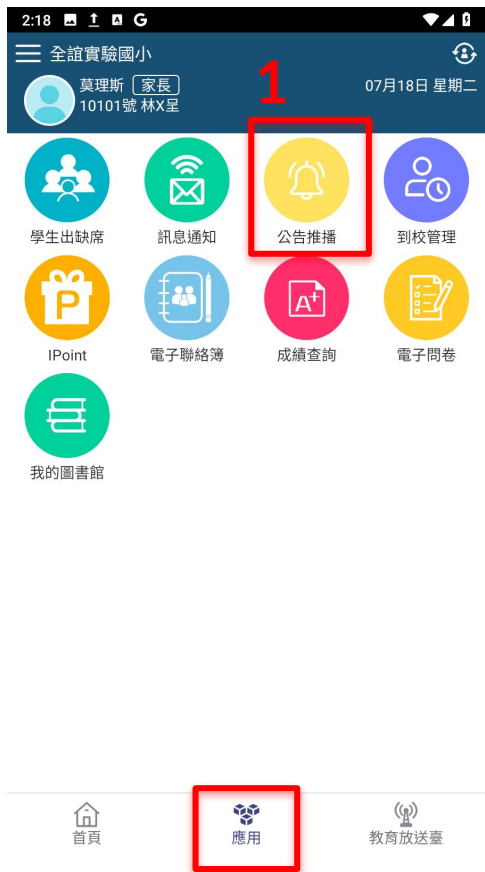 2:18
全誼實驗國小
莫理斯 家長
07月18日 星期二
10101號 林X呈
1
學生出缺席
訊息通知
公告推播
到校管理
P
A+
IPoint
電子聯絡簿
成績查詢
電子問卷
我的圖書館
首頁
應用
教育放送臺